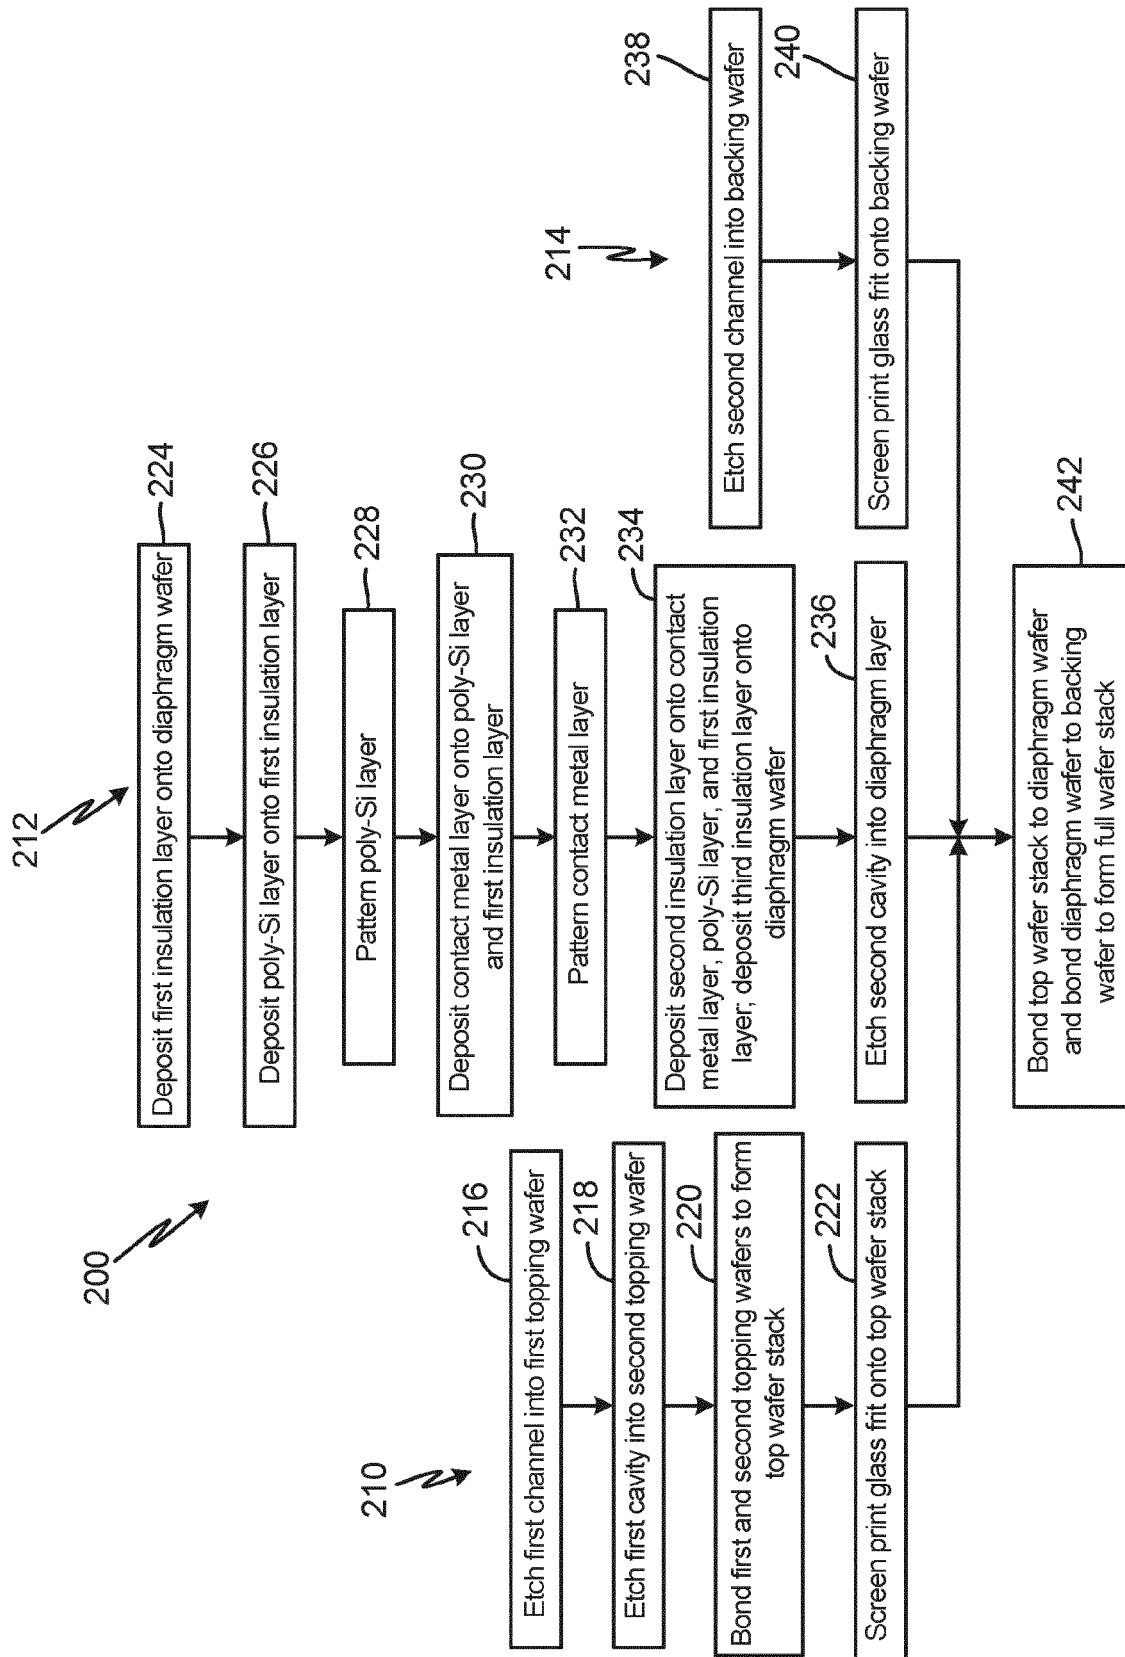 200
210
216
Etch first channel into first topping wafer
218
Etch first cavity into second topping wafer
220
Bond first and second topping wafers to form
top wafer stack
222
Screen print glass frit onto top wafer stack
212
224
Deposit first insulation layer onto diaphragm wafer
226
Deposit poly-Si layer onto first insulation layer
228
Pattern poly-Si layer
230
Deposit contact metal layer onto poly-Si layer
and first insulation layer
232
Pattern contact metal layer
234
Deposit second insulation layer onto contact
metal layer, poly-Si layer, and first insulation
layer; deposit third insulation layer onto
diaphragm wafer
236
Etch second cavity into diaphragm layer
214
238
Etch second channel into backing wafer
240
Screen print glass frit onto backing wafer
242
Bond top wafer stack to diaphragm wafer
and bond diaphragm wafer to backing
wafer to form full wafer stack